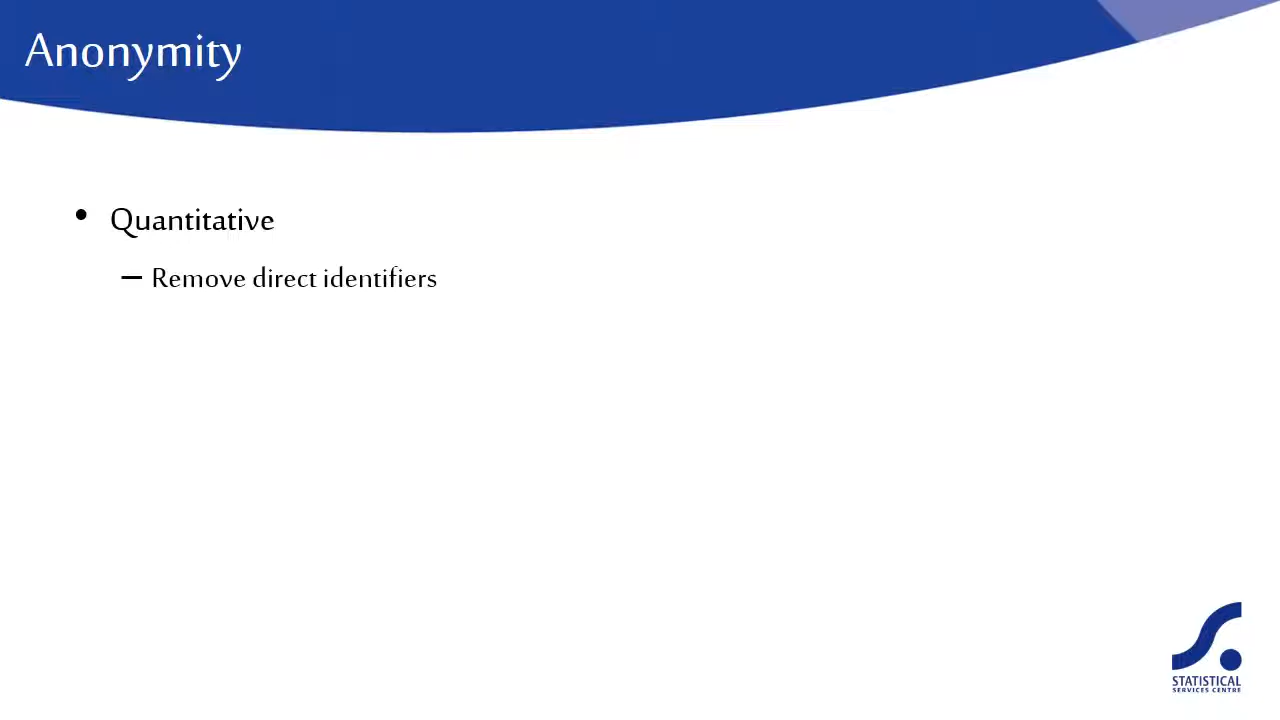 Anonymity
• Quantitative
– Remove direct identifiers
STATISTICAL
SERVICES CENTRE